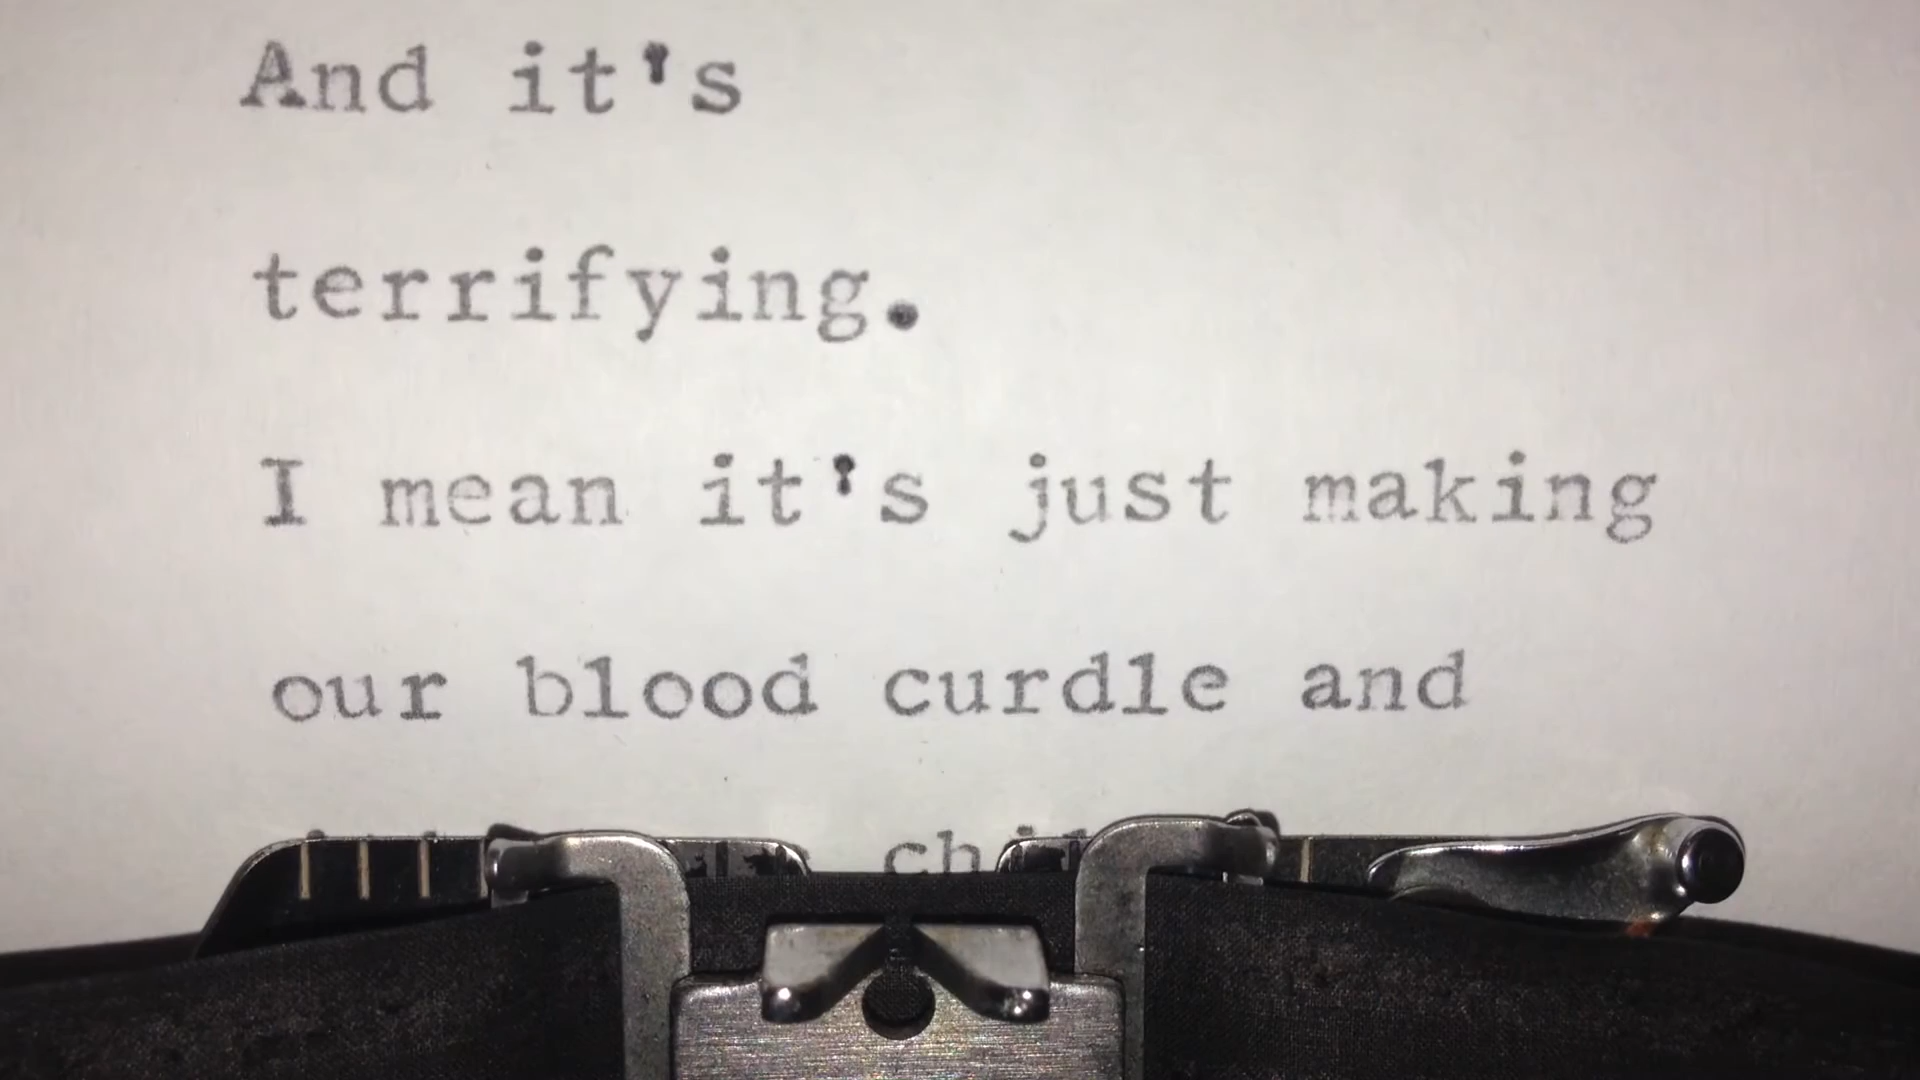 And it's
terrifying.
I mean it's just making
our blood curdle and